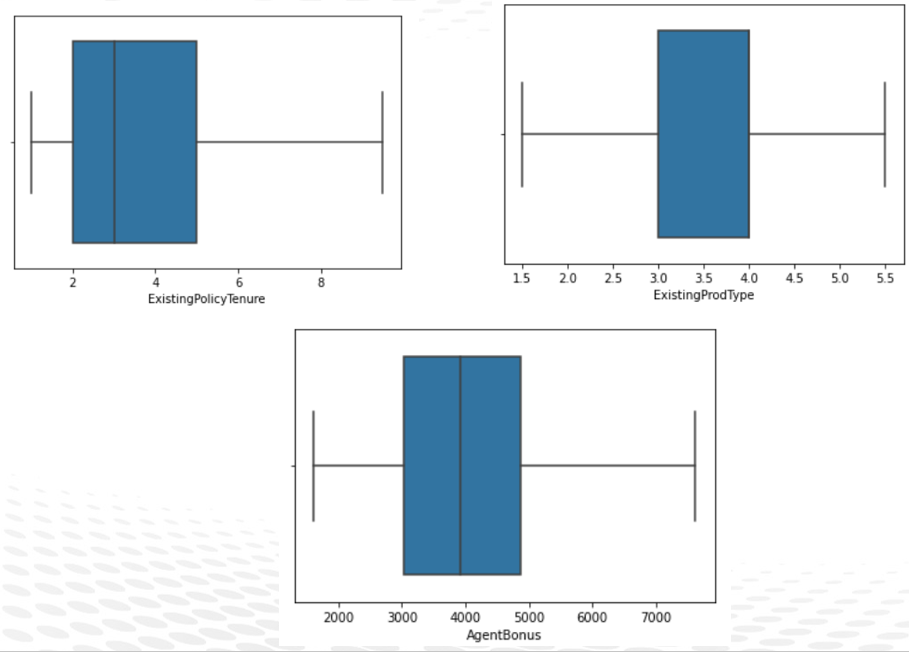 2 4 6 8
ExistingPolicyTenure
1.5 2.0 2.5 3.0 3.5 4.0 4.5 5.0 5.5
ExistingProdType
2000 3000 4000 5000 6000 7000
AgentBonus